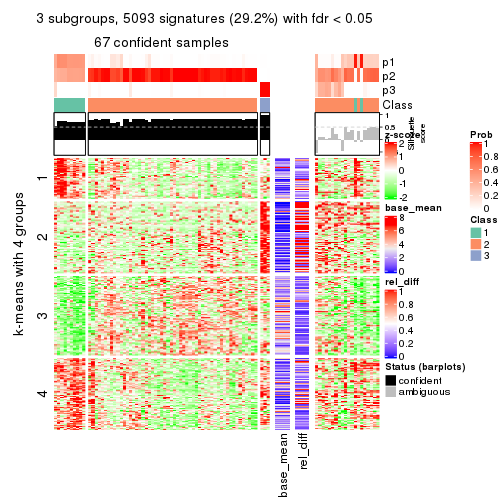 3 subgroups, 5093 signatures (29.2%) with fdr < 0.05
67 confident samples
p1
p2
p3
Class
1
0.5
0
Silhouette
score
k-means with 4 groups
1
2
3
4
base_mean
rel_diff
z-score
2
1
0
-1
-2
base_mean
8
6
4
2
0
rel_diff
1
0.8
0.6
0.4
0.2
0
Status (barplots)
confident
ambiguous
Prob
1
0.8
0.6
0.4
0.2
0
Class
1
2
3